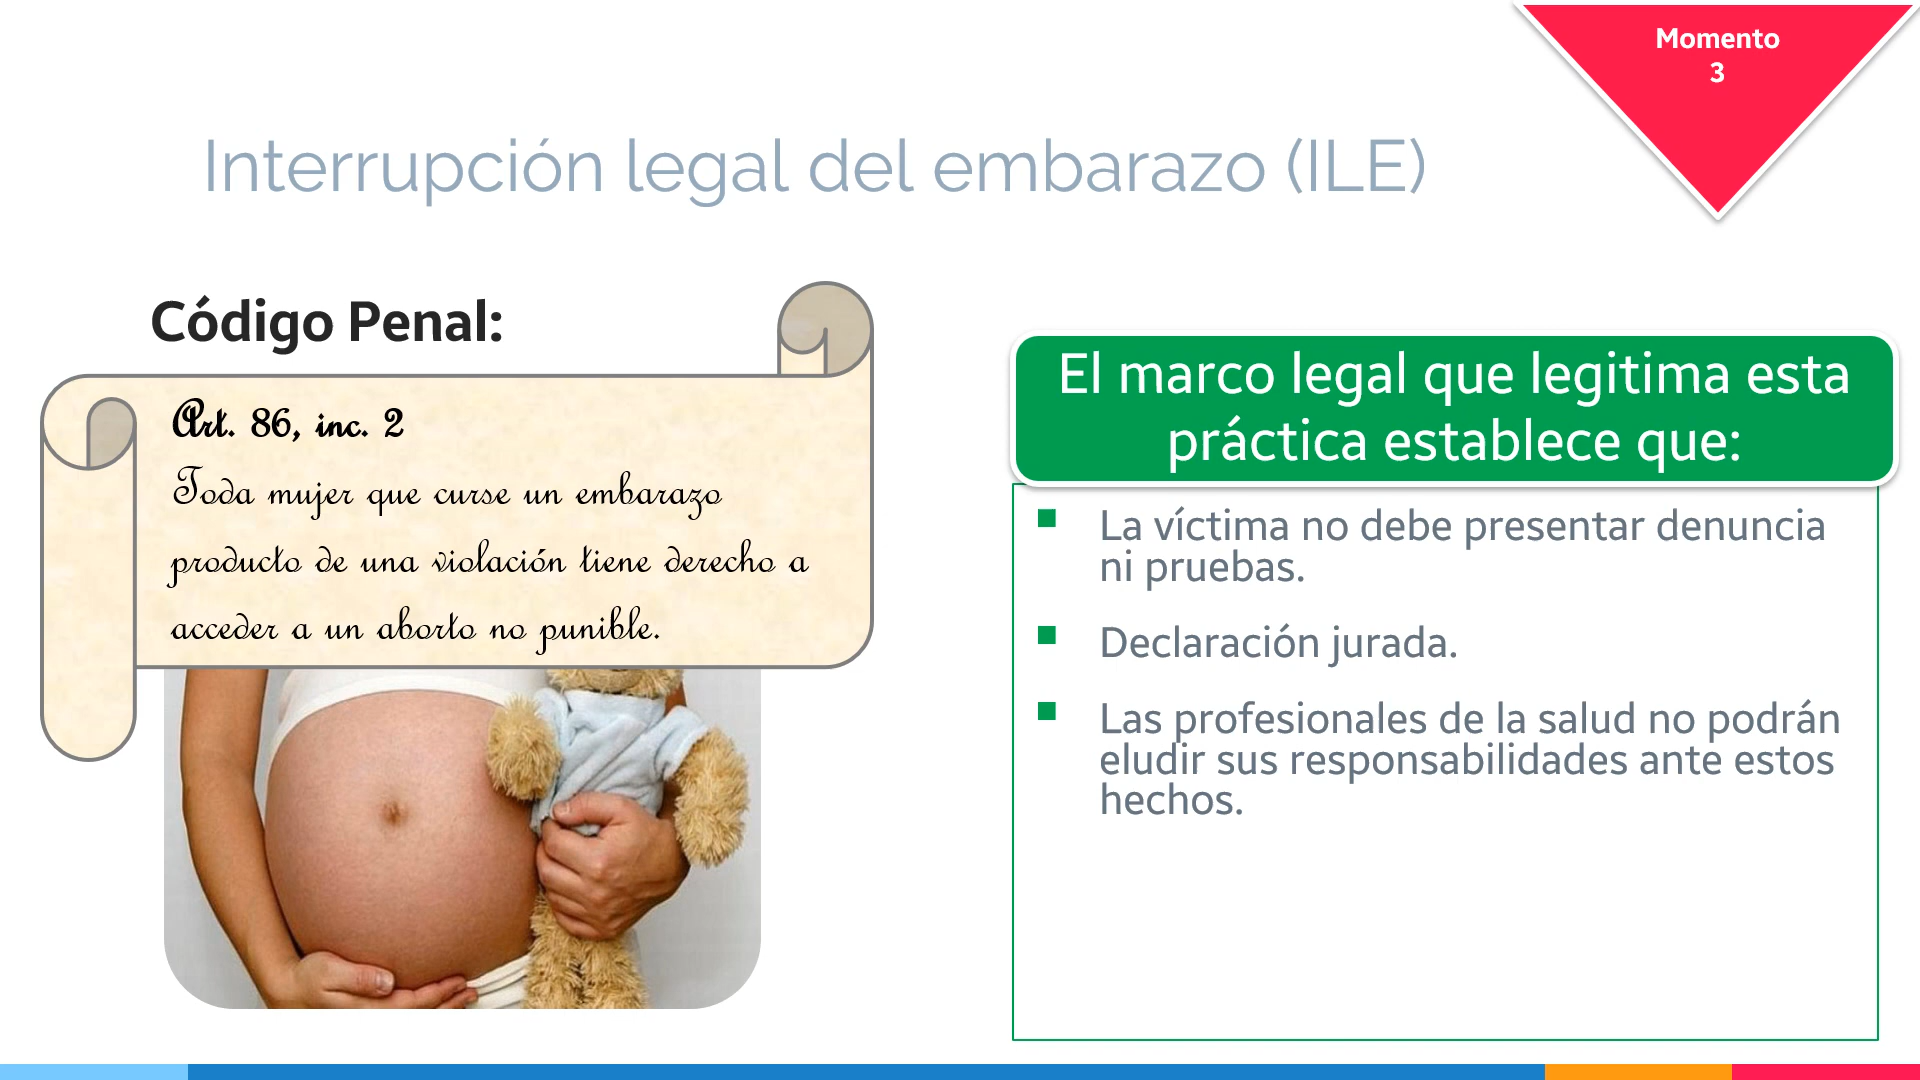 Momento
3
Interrupción legal del embarazo (ILE)
Código Penal:
Art. 86, inc. 2
Toda mujer que curse un embarazo
producto de una violación tiene derecho a
acceder a un aborto no punible.
El marco legal que legitima esta
práctica establece que:
La víctima no debe presentar denuncia
ni pruebas.
Declaración jurada.
Las profesionales de la salud no podrán
eludir sus responsabilidades ante estos
hechos.